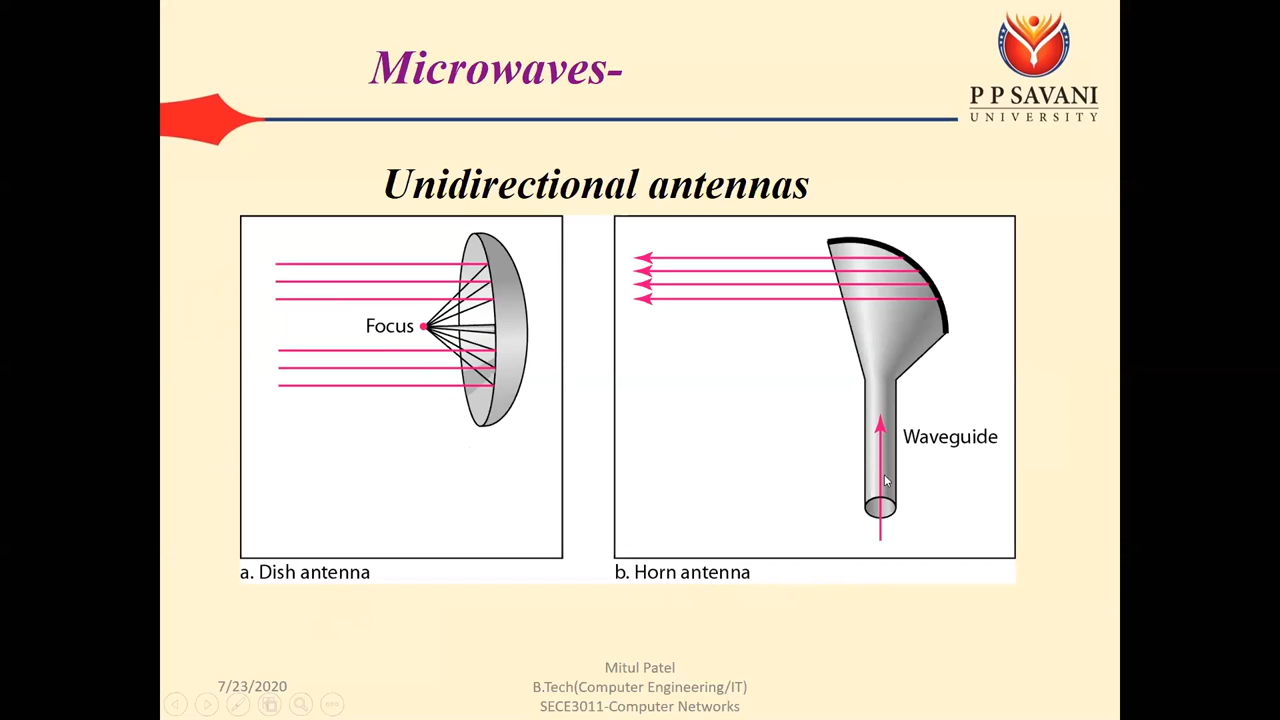 Microwaves-
P P SAVANI
UNIVERSITY
Unidirectional antennas
Focus
Waveguide
a. Dish antenna
b. Horn antenna
7/23/2020
Mitul Patel
B.Tech(Computer Engineering/IT)
SECE3011-Computer Networks